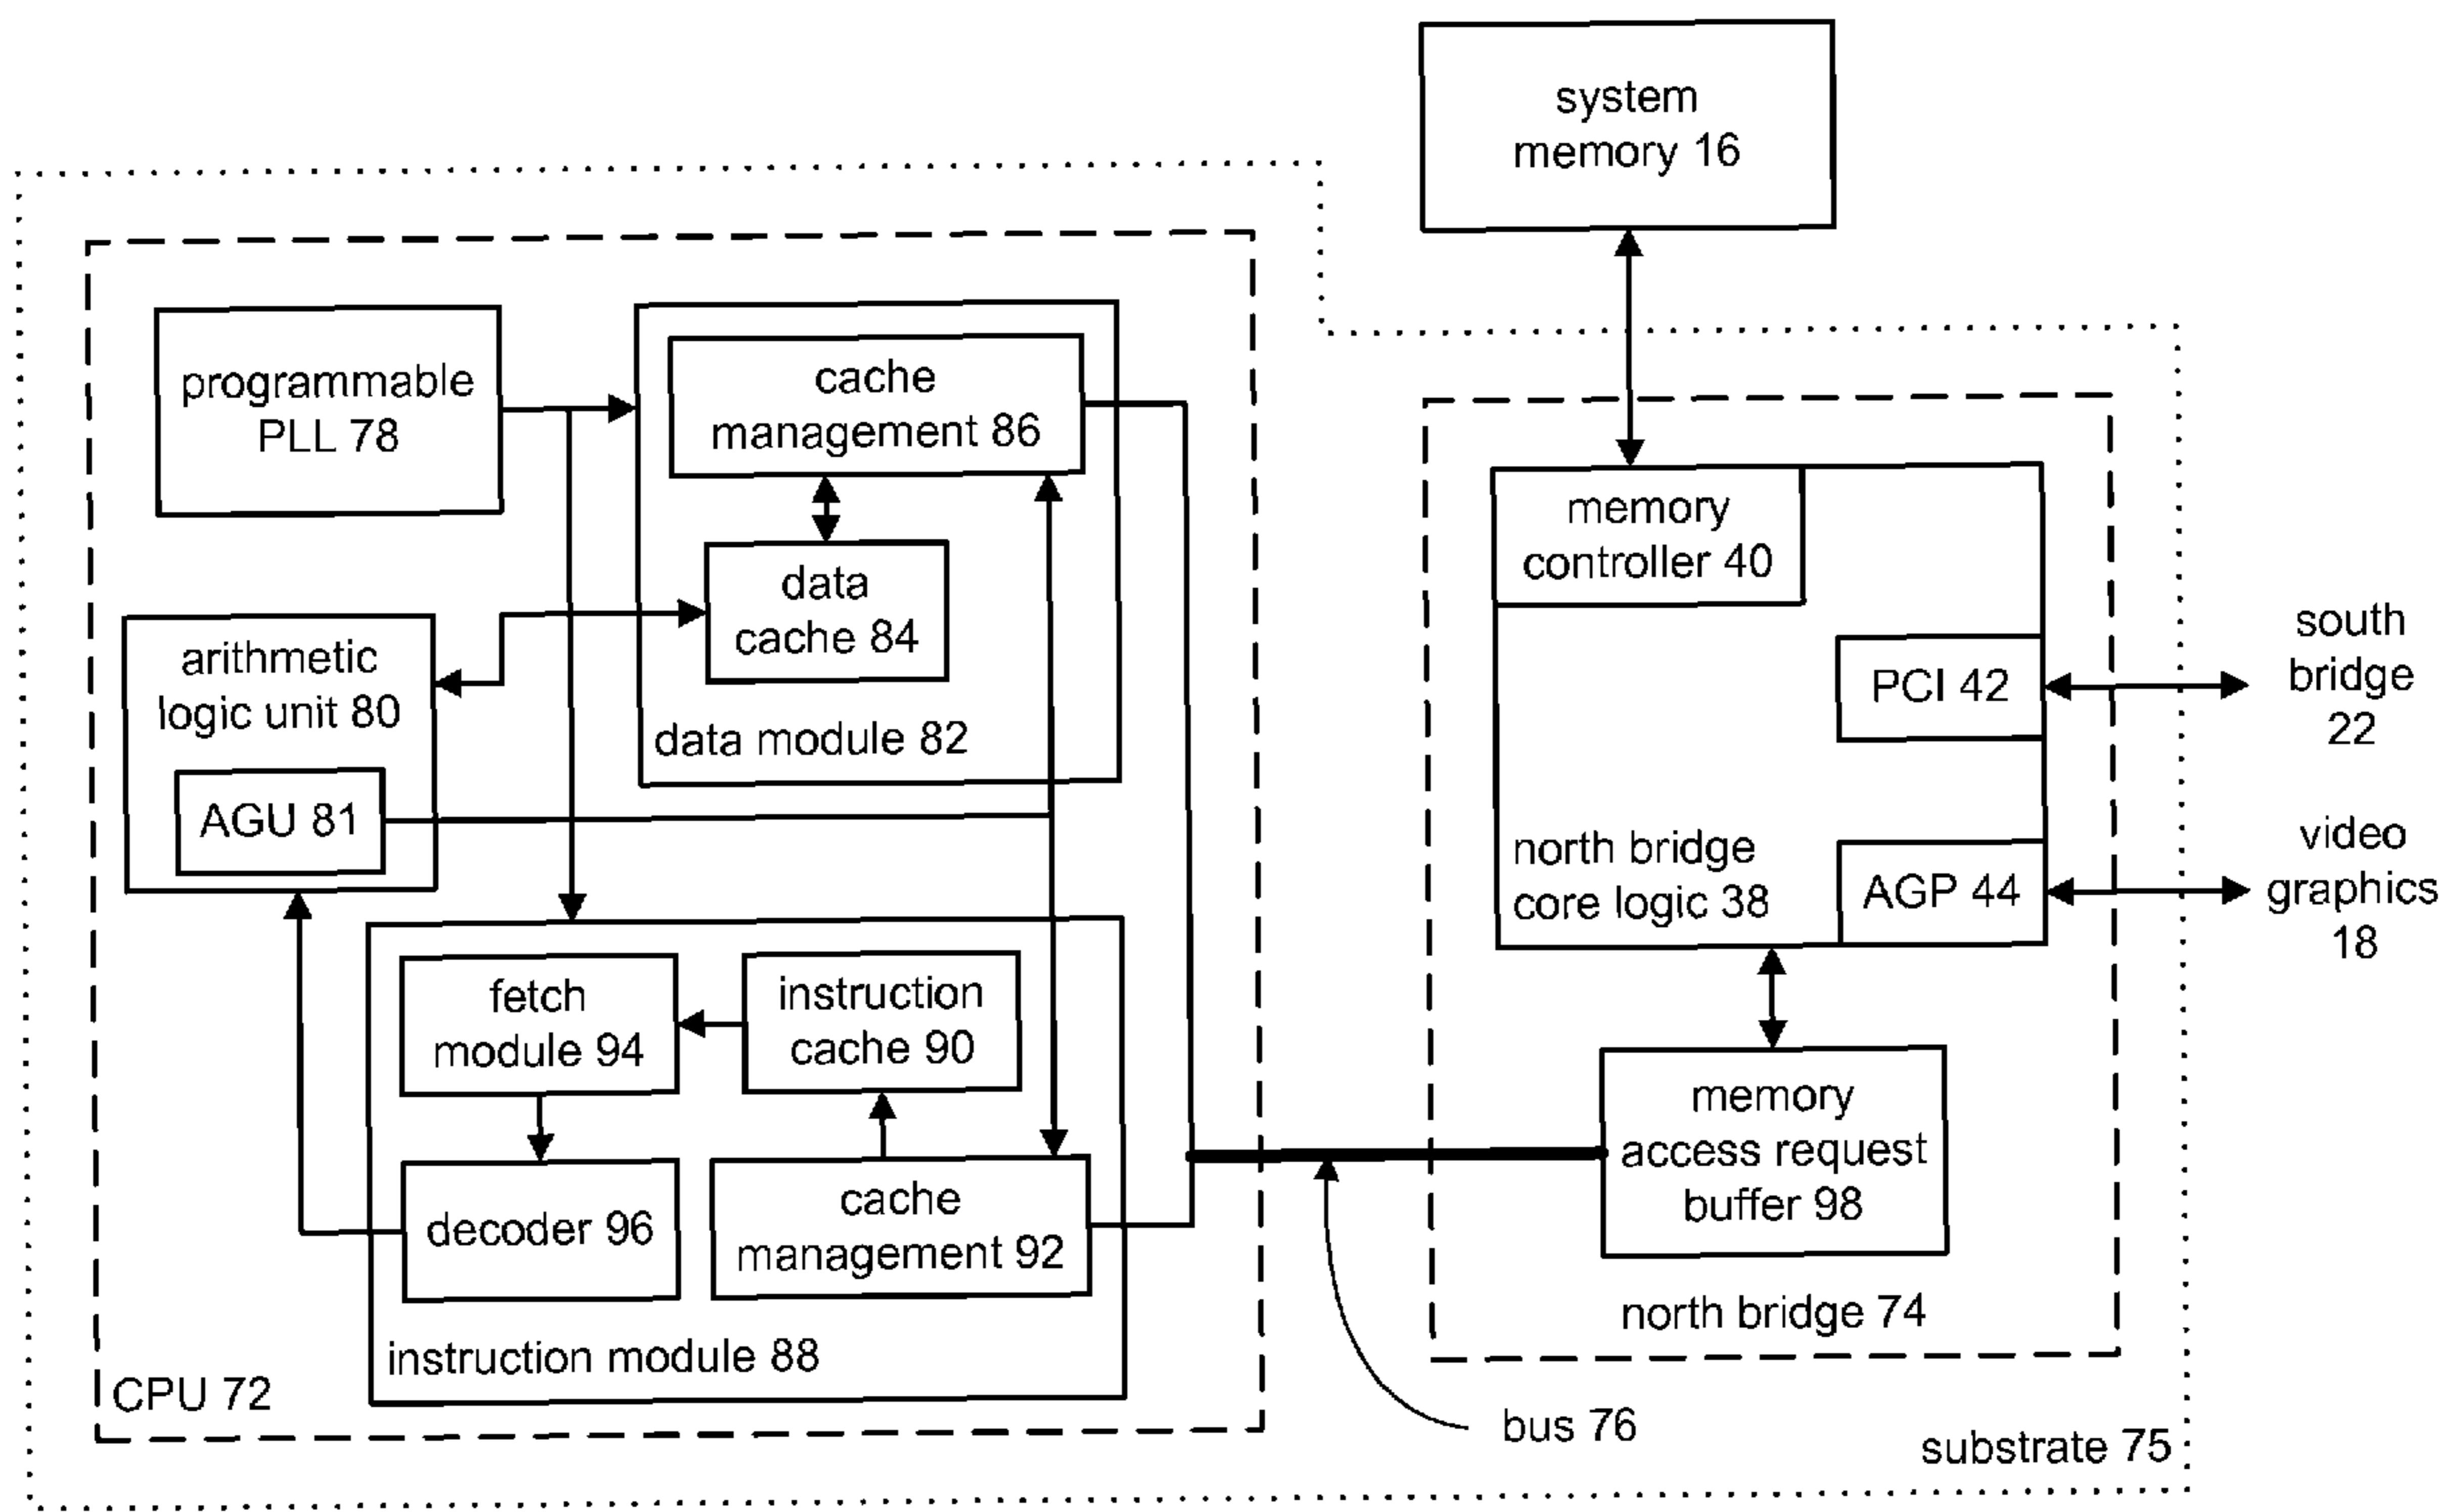 system
memory 16
programmable
PLL 78
cache
management 86
data
cache 84
data module 82
arithmetic
logic unit 80
AGU 81
fetch
module 94
instruction
cache 90
decoder 96
cache
management 92
instruction module 88
CPU 72
memory
controller 40
PCI 42
north bridge
core logic 38
AGP 44
south
bridge
22
video
graphics
18
memory
access request
buffer 98
north bridge 74
bus 76
substrate 75